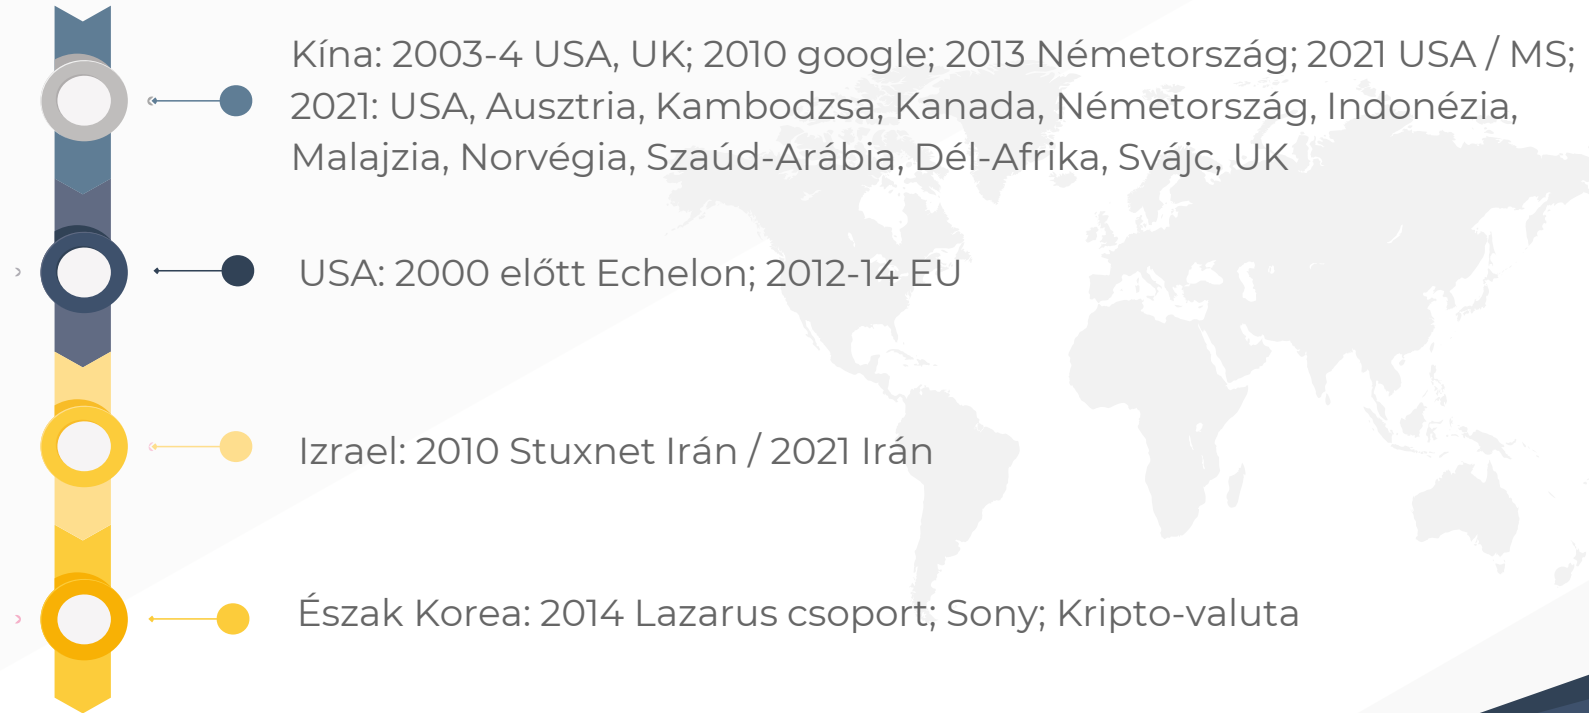 Kína: 2003-4 USA, UK; 2010 google; 2013 Németország; 2021 USA / MS;
2021: USA, Ausztria, Kambodzsa, Kanada, Németország, Indonézia,
Malajzia, Norvégia, Szaúd-Arábia, Dél-Afrika, Svájc, UK
USA: 2000 előtt Echelon; 2012-14 EU
Izrael: 2010 Stuxnet Irán / 2021 Irán
Észak Korea: 2014 Lazarus csoport; Sony; Kripto-valuta